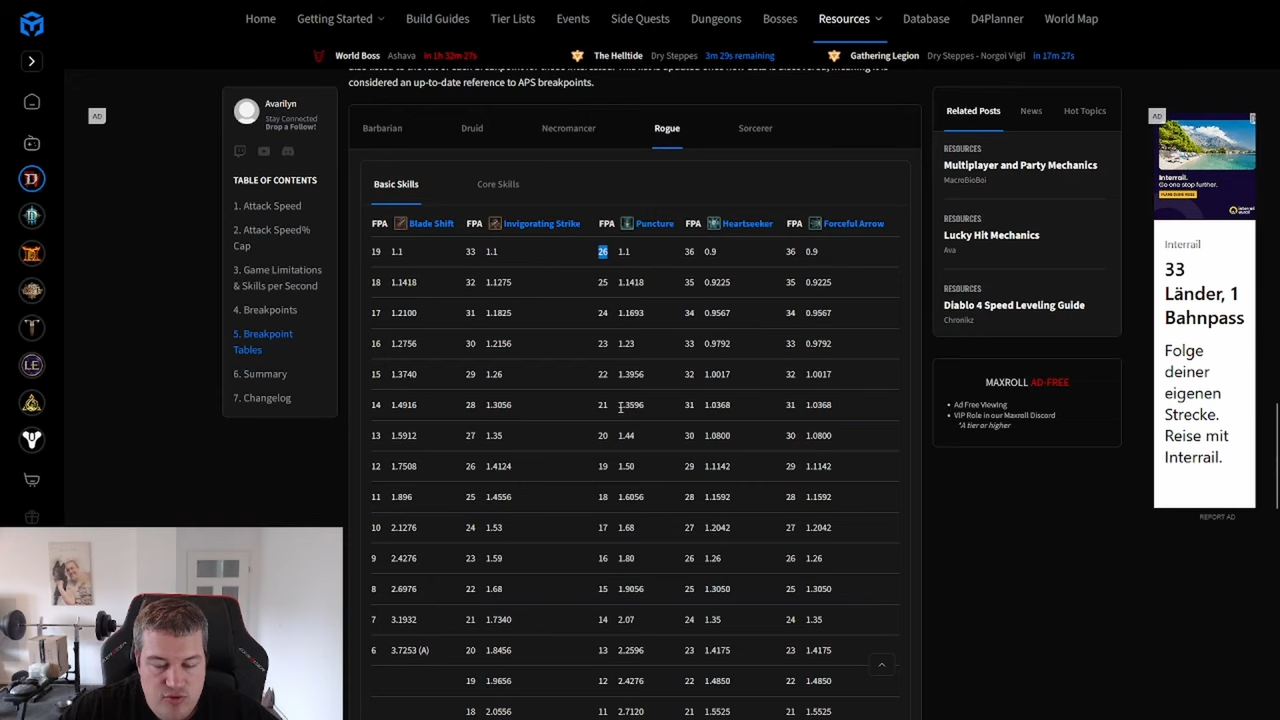 Home Getting Started Build Guides Tier Lists Events Side Quests Dungeons Bosses Resources Database D4Planner World Map
World Boss Ashava in 1h 32m 27s The Helltide Dry Steppes 3m 29s remaining Gathering Legion Dry Steppes - Norgoi Vigil in 17m 27s
considered an up-to-date reference to APS breakpoints.
AD
Avarilyn
Stay Connected
Drop a Follow!
TABLE OF CONTENTS
1. Attack Speed
2. Attack Speed%
Cap
3. Game Limitations
& Skills per Second
4. Breakpoints
5. Breakpoint
Tables
6. Summary
7. Changelog
Barbarian Druid Necromancer Rogue Sorcerer
Basic Skills Core Skills
FPA Blade Shift FPA Invigorating Strike FPA Puncture FPA Heartseeker FPA Forceful Arrow
19 1.1 33 1.1 26 1.1 36 0.9 36 0.9
18 1.1418 32 1.1275 25 1.1418 35 0.9225 35 0.9225
17 1.2100 31 1.1825 24 1.1693 34 0.9567 34 0.9567
16 1.2756 30 1.2156 23 1.23 33 0.9792 33 0.9792
15 1.3740 29 1.26 22 1.3956 32 1.0017 32 1.0017
14 1.4916 28 1.3056 21 1.3596 31 1.0368 31 1.0368
13 1.5912 27 1.35 20 1.44 30 1.0800 30 1.0800
12 1.7508 26 1.4124 19 1.50 29 1.1142 29 1.1142
11 1.896 25 1.4556 18 1.6056 28 1.1592 28 1.1592
10 2.1276 24 1.53 17 1.68 27 1.2042 27 1.2042
9 2.4276 23 1.59 16 1.80 26 1.26 26 1.26
8 2.6976 22 1.68 15 1.9056 25 1.3050 25 1.3050
7 3.1932 21 1.7340 14 2.07 24 1.35 24 1.35
6 3.7253 (A) 20 1.8456 13 2.2596 23 1.4175 23 1.4175
19 1.9656 12 2.4276 22 1.4850 22 1.4850
18 2.0556 11 2.7120 21 1.5525 21 1.5525
Related Posts News Hot Topics
RESOURCES
Multiplayer and Party Mechanics
MacroBioBoi
RESOURCES
Lucky Hit Mechanics
Ava
RESOURCES
Diablo 4 Speed Leveling Guide
Chronikz
MAXROLL AD-FREE
• Ad Free Viewing
• VIP Role in our Maxroll Discord
*A tier or higher
AD
Interrail.
Go one stop further.
Interrail
33
Länder, 1
Bahnpass
Folge
deiner
eigenen
Strecke.
Reise mit
Interrail.
REPORT AD